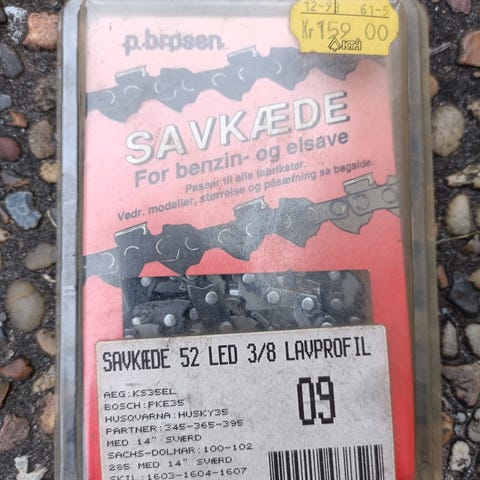 12-93 61-5
Kr 159 00
KTH
p.brøsen
SAVKÆDE
For benzin- og elsave
Passer til alle fabrikater.
Vedr. modeller, størrelse og påsætning se bagside.
SAVKÆDE 52 LED 3/8 LAVPROFIL
09
AEG:KS35EL
BOSCH:PKE35
HUSQVARNA:HUSKY35
PARTNER:345-365-395
MED 14" SVÆRD
SACHS-DOLMAR:100-102
285 MED 14" SVÆRD
SKIL:1603-1604-1607